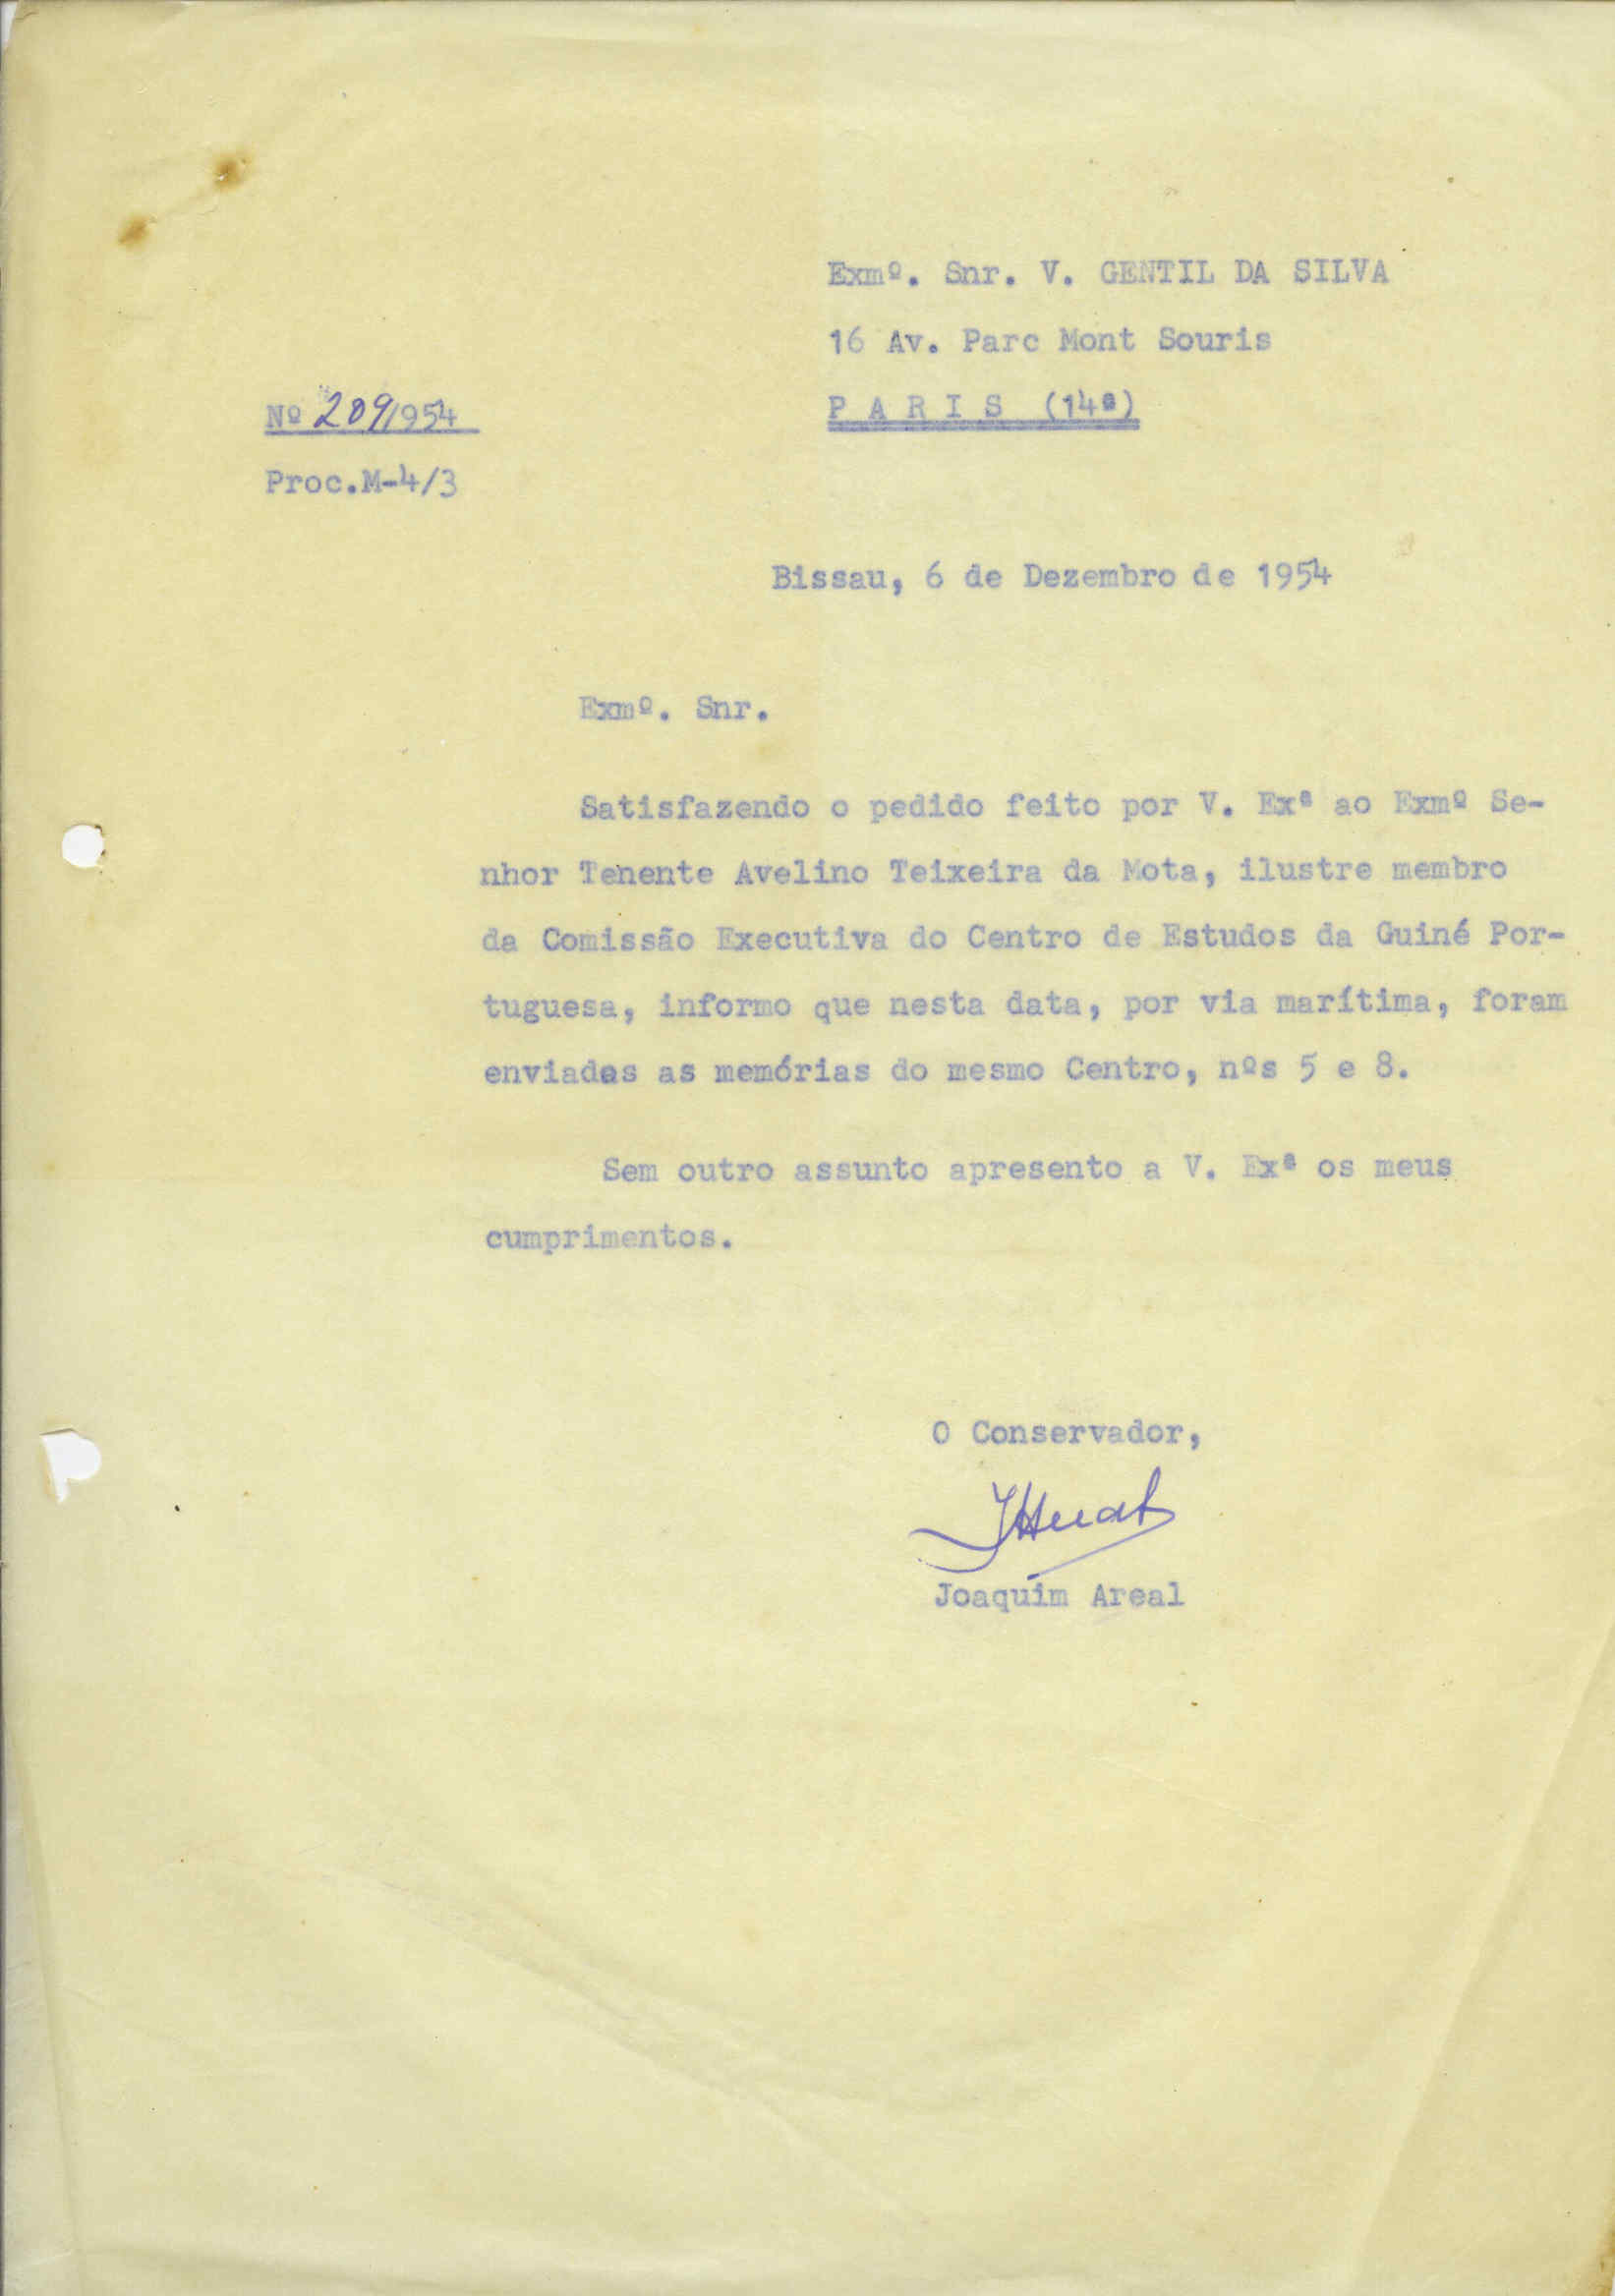 Exmº. Snr. V. GENTIL DA SILVA
16 Av. Parc Mont Souris
P A R I S (14ª)
Nº 209/954
Proc.M-4/3
Bissau, 6 de Dezembro de 1954
Exmº. Snr.
Satisfazendo o pedido feito por V. Exª ao Exmº Se-
nhor Tenente Avelino Teixeira da Mota, ilustre membro
da Comissão Executiva do Centro de Estudos da Guiné Por-
tuguesa, informo que nesta data, por via marítima, foram
enviadas as memórias do mesmo Centro, nºs 5 e 8.
Sem outro assunto apresento a V. Exª os meus
cumprimentos.
O Conservador,
Joaquim Areal